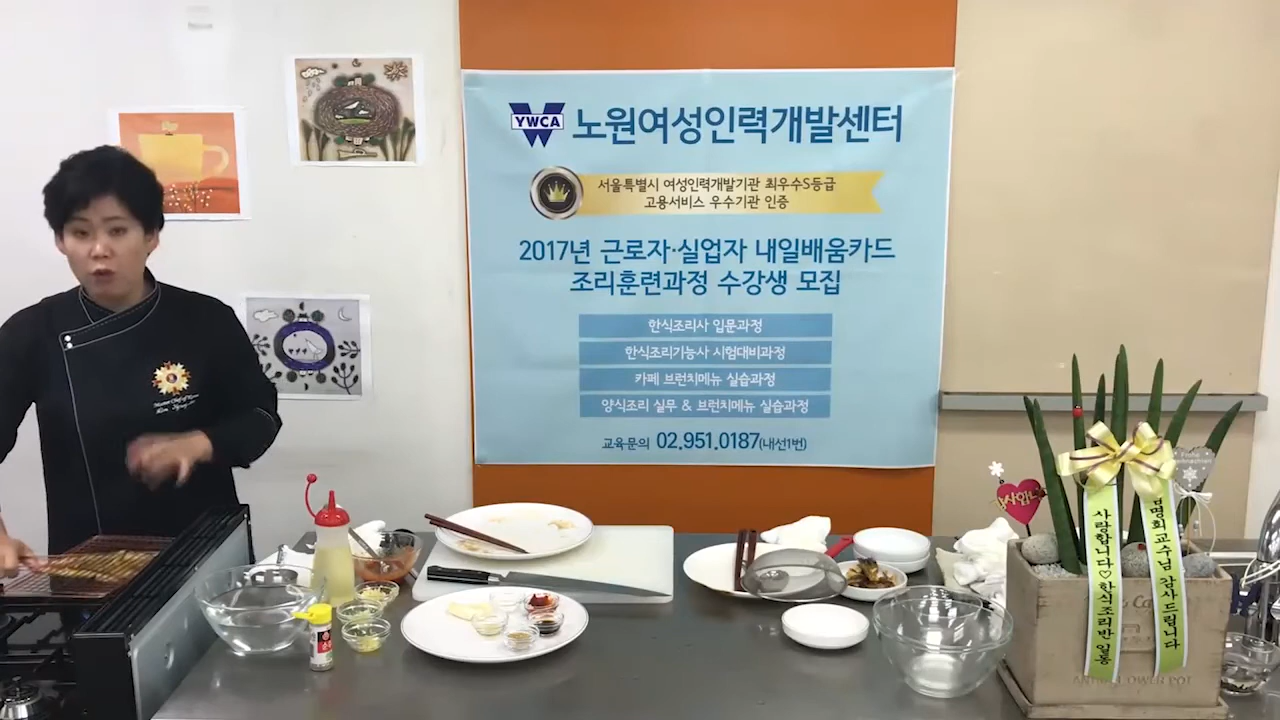 YWCA 노원여성인력개발센터
서울특별시 여성인력개발기관 최우수S등급
고용서비스 우수기관 인증
2017년 근로자·실업자 내일배움카드
조리훈련과정 수강생 모집
한식조리사 입문과정
한식조리기능사 시험대비과정
카페 브런치메뉴 실습과정
양식조리 실무 & 브런치메뉴 실습과정
교육문의 02.951.0187(내선1번)
Master Chef of Korea
사랑합니다♡한식조리반 일동
명희교수님 감사드립니다
Frohe
Weihnachten